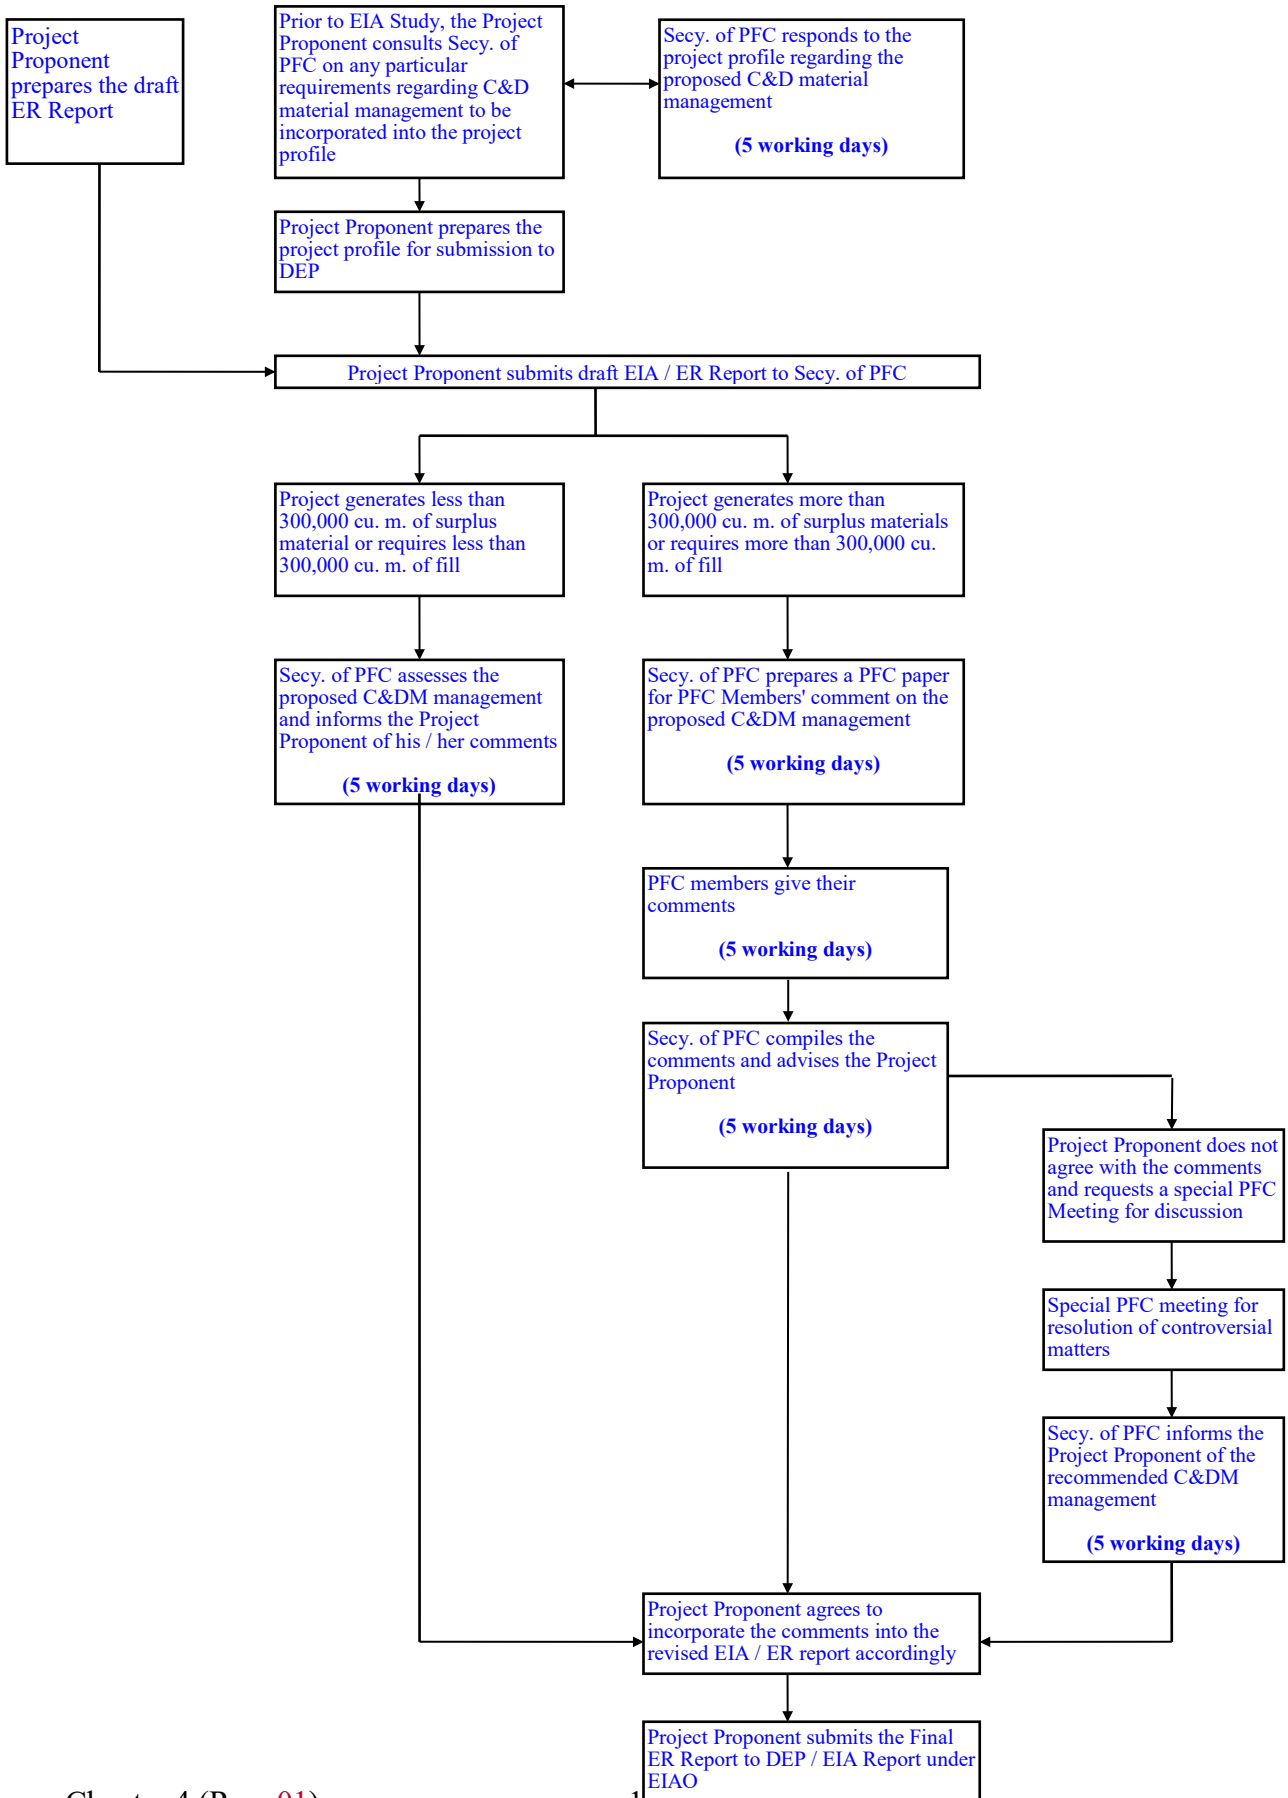 Project
Proponent
prepares the draft
ER Report
Prior to EIA Study, the Project
Proponent consults Secy. of
PFC on any particular
requirements regarding C&D
material management to be
incorporated into the project
profile
Secy. of PFC responds to the
project profile regarding the
proposed C&D material
management
(5 working days)
Project Proponent prepares the
project profile for submission to
DEP
Project Proponent submits draft EIA / ER Report to Secy. of PFC
Project generates less than
300,000 cu. m. of surplus
material or requires less than
300,000 cu. m. of fill
Project generates more than
300,000 cu. m. of surplus materials
or requires more than 300,000 cu.
m. of fill
Secy. of PFC assesses the
proposed C&DM management
and informs the Project
Proponent of his / her comments
(5 working days)
Secy. of PFC prepares a PFC paper
for PFC Members' comment on the
proposed C&DM management
(5 working days)
PFC members give their
comments
(5 working days)
Secy. of PFC compiles the
comments and advises the Project
Proponent
(5 working days)
Project Proponent does not
agree with the comments
and requests a special PFC
Meeting for discussion
Special PFC meeting for
resolution of controversial
matters
Secy. of PFC informs the
Project Proponent of the
recommended C&DM
management
(5 working days)
Project Proponent agrees to
incorporate the comments into the
revised EIA / ER report accordingly
Project Proponent submits the Final
ER Report to DEP / EIA Report under
EIAO